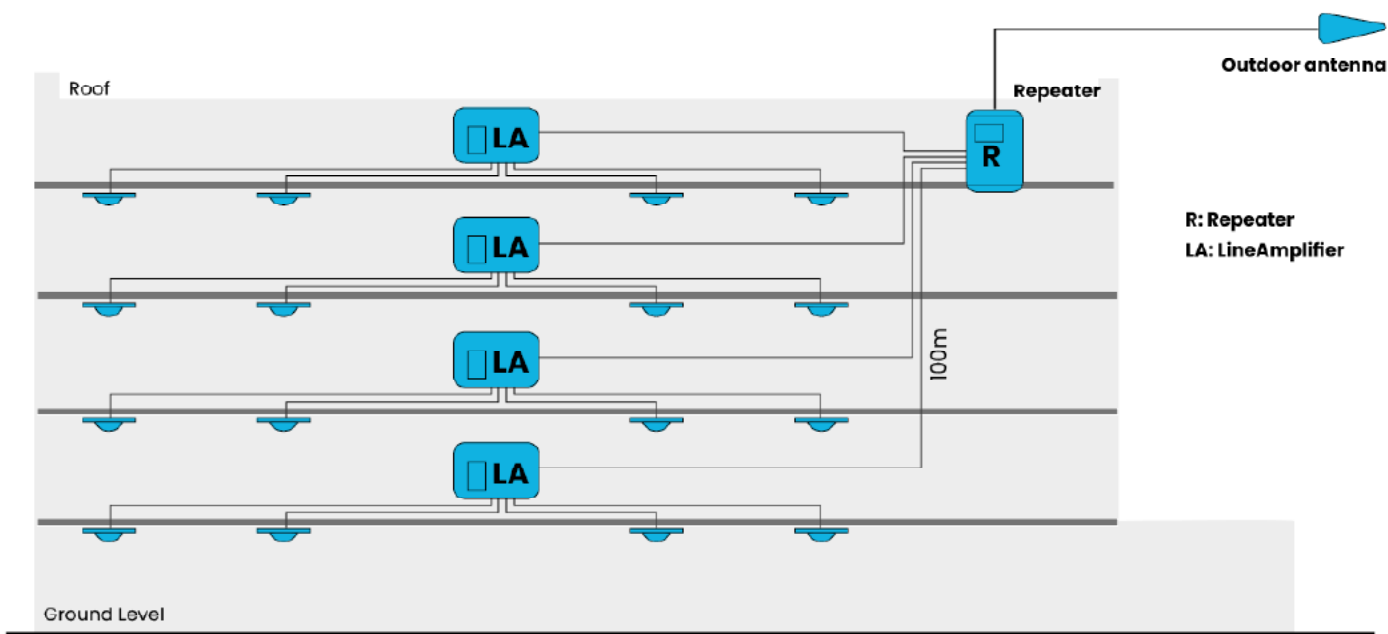 Outdoor antenna
Roof
Repeater
LA
R
R: Repeater
LA: LineAmplifier
LA
LA
100m
LA
Ground Level